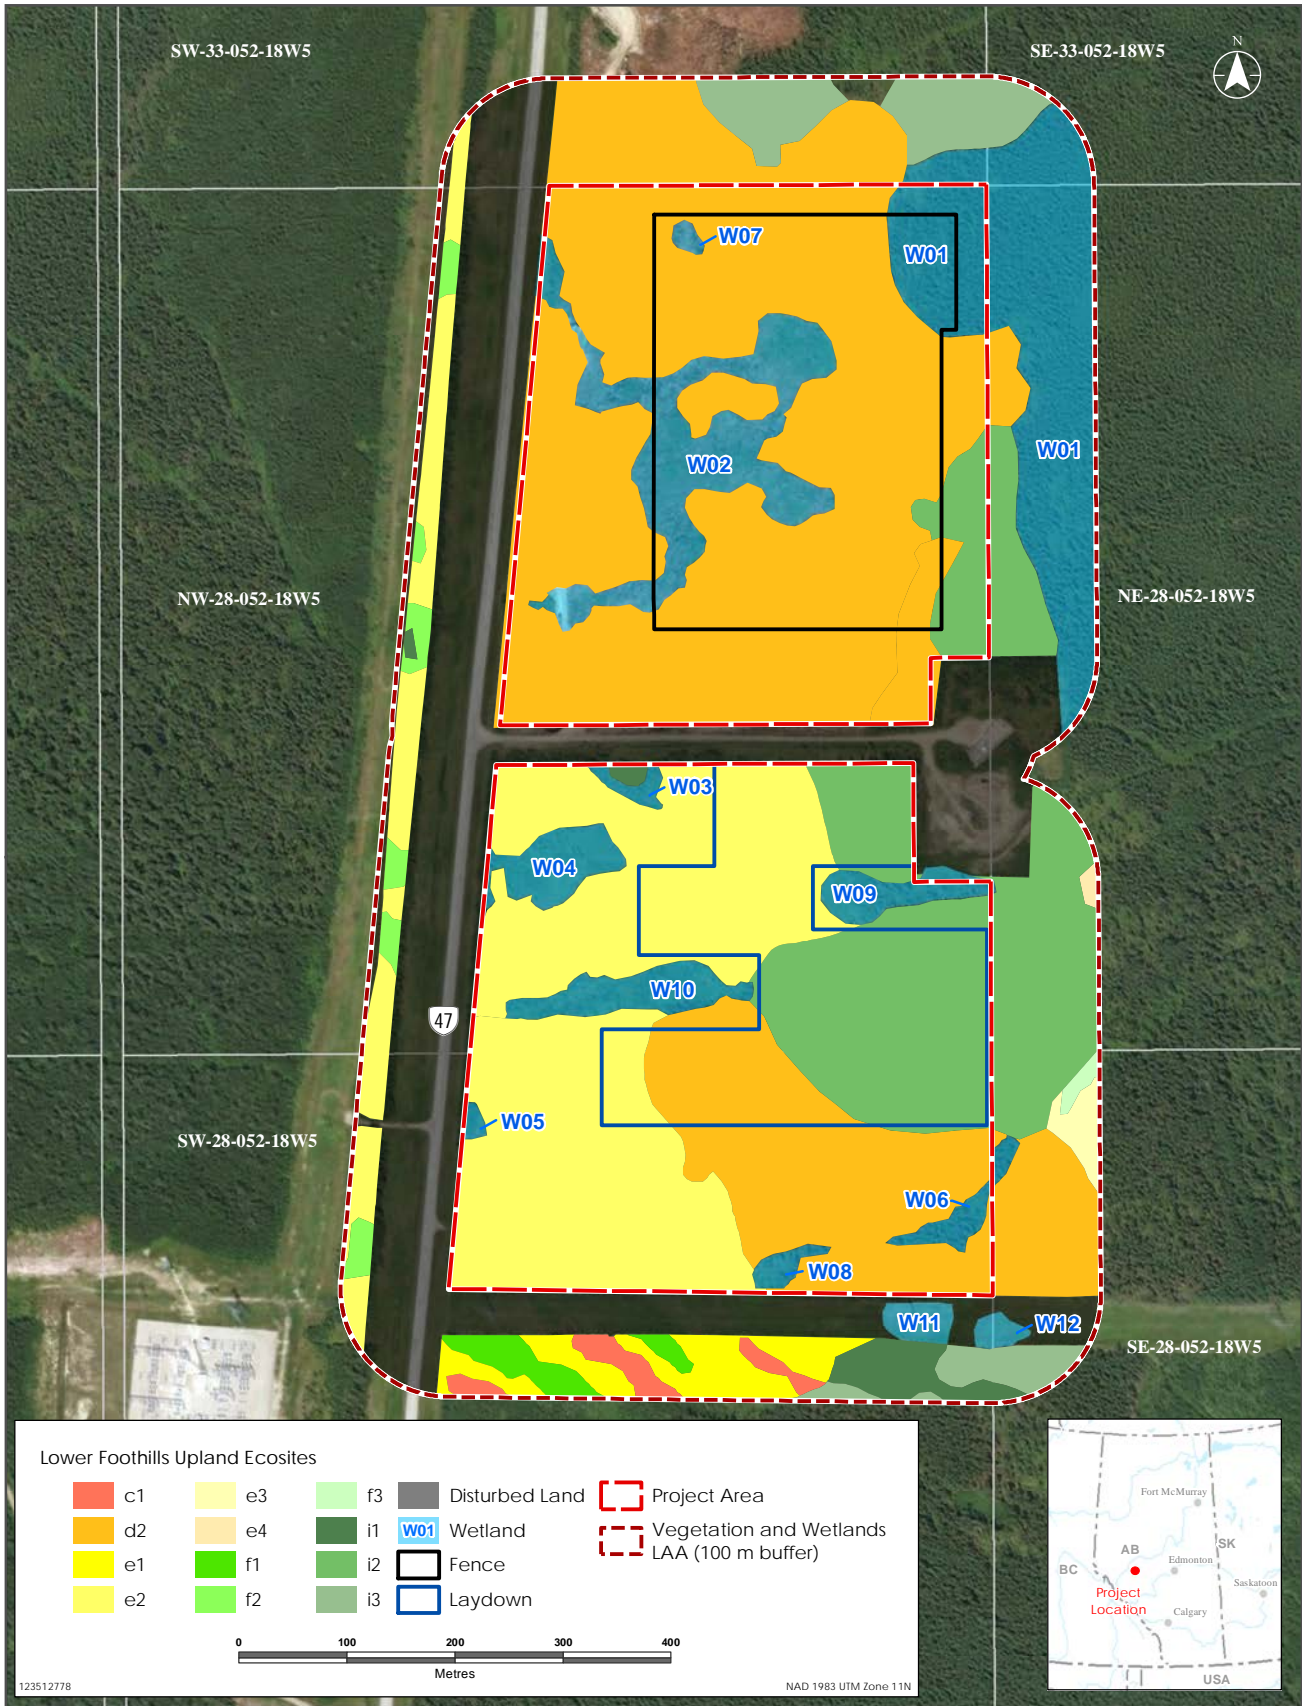 SW-33-052-18W5
SE-33-052-18W5
N
W07
W01
W02
W01
NW-28-052-18W5
NE-28-052-18W5
W03
W04
W09
W10
47
W05
SW-28-052-18W5
W06
W08
W11
W12
SE-28-052-18W5
Lower Foothills Upland Ecosites
c1
d2
e1
e2
e3
e4
f1
f2
f3
i1
i2
i3
Disturbed Land
W01 Wetland
Fence
Laydown
Project Area
Vegetation and Wetlands
LAA (100 m buffer)
0 100 200 300 400
Metres
123512778
NAD 1983 UTM Zone 11N
Fort McMurray
AB
SK
BC
Edmonton
Saskatoon
Project
Location
Calgary
USA